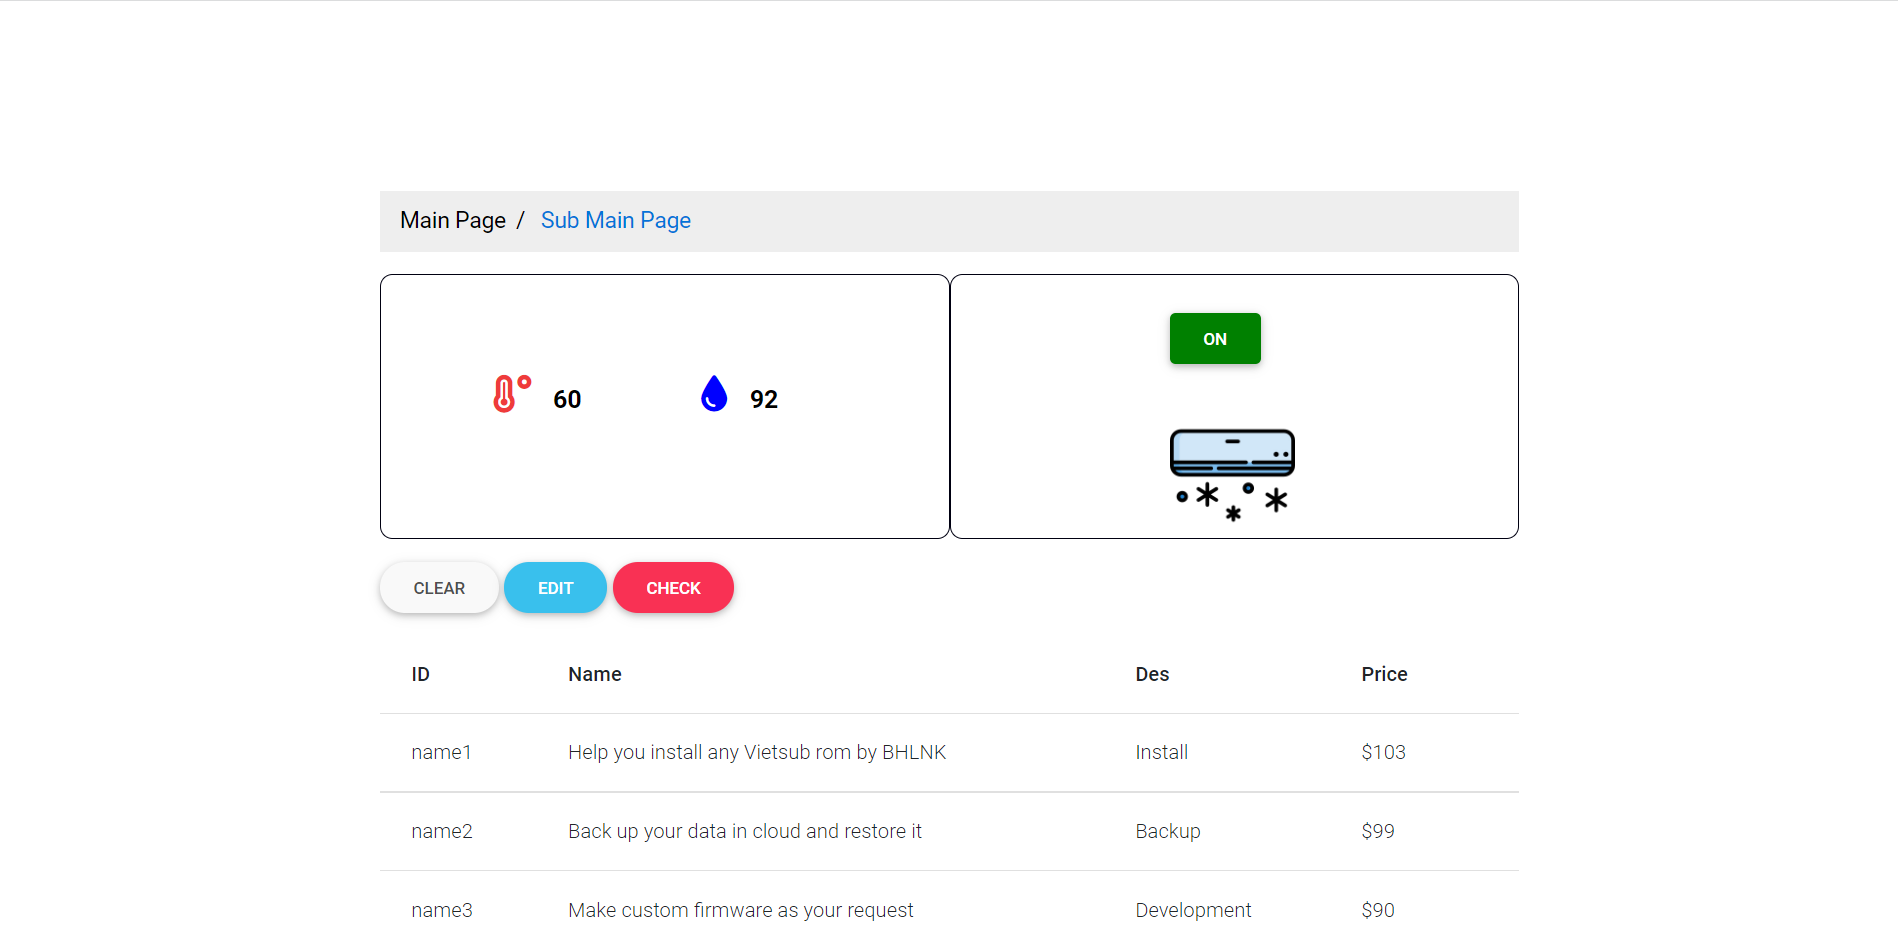 Main Page / Sub Main Page
ON
60 92
CLEAR EDIT CHECK
ID Name Des Price
name1 Help you install any Vietsub rom by BHLNK Install $103
name2 Back up your data in cloud and restore it Backup $99
name3 Make custom firmware as your request Development $90